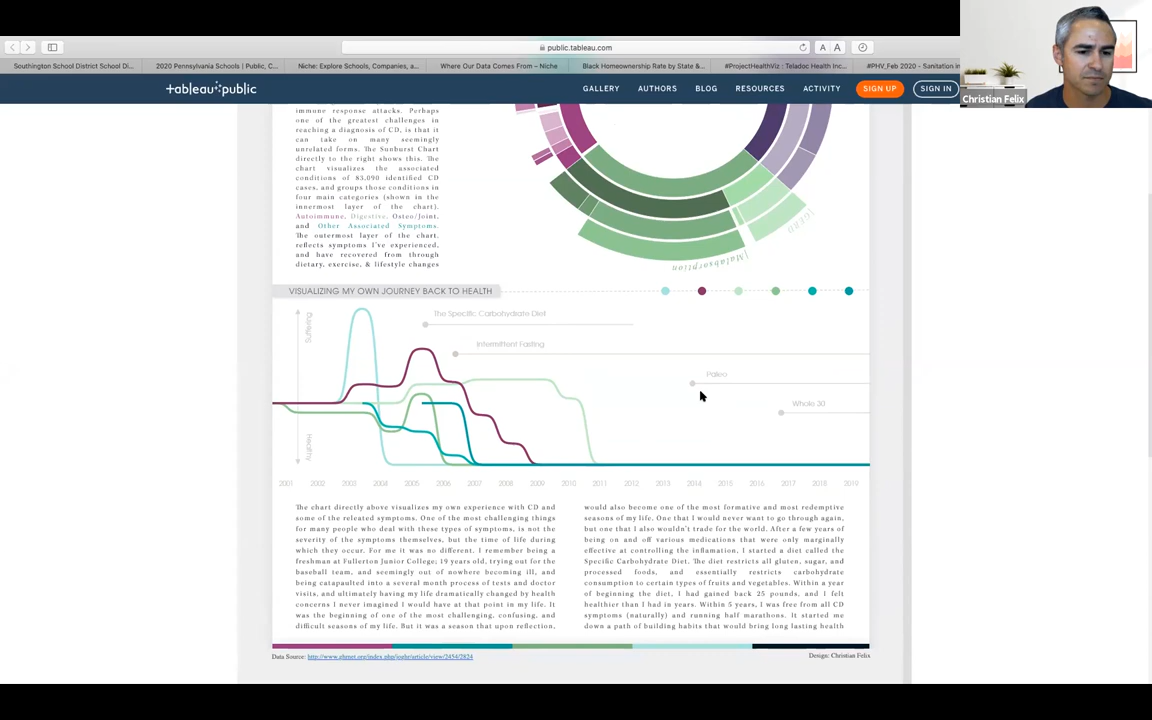 public.tableau.com
A A
Southington School District School Di...
2020 Pennsylvania Schools | Public, C...
Niche: Explore Schools, Companies, a...
Where Our Data Comes From – Niche
Black Homeownership Rate by State &...
#ProjectHealthViz : Teladoc Health Inc...
#PHV_Feb 2020 - Sanitation in
Christian Felix
+ableau:public
GALLERY AUTHORS BLOG RESOURCES ACTIVITY SIGN UP SIGN IN
immune response attacks. Perhaps
one of the greatest challenges in
reaching a diagnosis of CD, is that it
can take on many seemingly
unrelated forms. The Sunburst Chart
directly to the right shows this. The
chart visualizes the associated
conditions of 83,090 identified CD
cases, and groups those conditions in
four main categories (shown in the
innermost layer of the chart).
Autoimmune, Digestive, Osteo/Joint,
and Other Associated Symptoms.
The outermost layer of the chart,
reflects symptoms I've experienced,
and have recovered from through
dietary, exercise, & lifestyle changes
|GERD
|Malabsorption
VISUALIZING MY OWN JOURNEY BACK TO HEALTH
Suffering
Healthy
The Specific Carbohydrate Diet
Intermittent Fasting
Paleo
Whole 30
2001 2002 2003 2004 2005 2006 2007 2008 2009 2010 2011 2012 2013 2014 2015 2016 2017 2018 2019
The chart directly above visualizes my own experience with CD and
some of the releated symptoms. One of the most challenging things
for many people who deal with these types of symptoms, is not the
severity of the symptoms themselves, but the time of life during
which they occur. For me it was no different. I remember being a
freshman at Fullerton Junior College; 19 years old, trying out for the
baseball team, and seemingly out of nowhere becoming ill, and
being catapaulted into a several month process of tests and doctor
visits, and ultimately having my life dramatically changed by health
concerns I never imagined I would have at that point in my life. It
was the beginning of one of the most challenging, confusing, and
difficult seasons of my life. But it was a season that upon reflection,
would also become one of the most formative and most redemptive
seasons of my life. One that I would never want to go through again,
but one that I also wouldn't trade for the world. After a few years of
being on and off various medications that were only marginally
effective at controlling the inflamation, I started a diet called the
Specific Carbohydrate Diet. The diet restricts all gluten, sugar, and
processed foods, and essentially restricts carbohydrate
consumption to certain types of fruits and vegetables. Within a year
of beginning the diet, I had gained back 25 pounds, and I felt
healthier than I had in years. Within 5 years, I was free from all CD
symptoms (naturally) and running half marathons. It started me
down a path of building habits that would bring long lasting health
Data Source: http://www.ghrnet.org/index.php/joghr/article/view/2454/2824
Design: Christian Felix